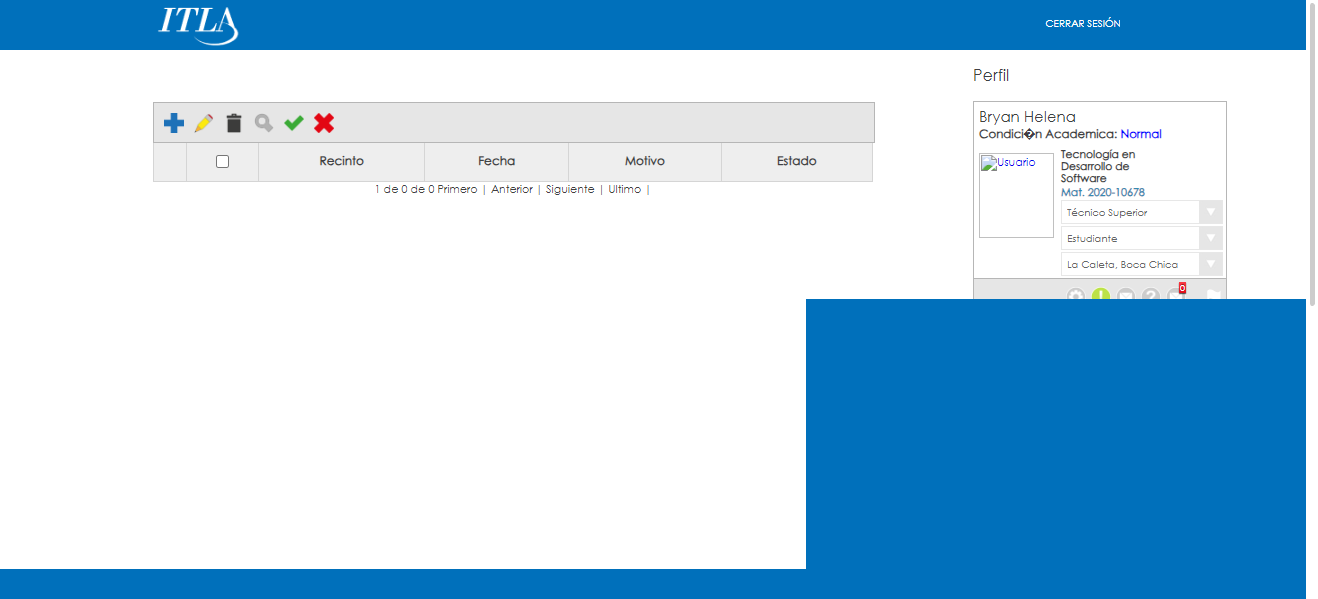 ITLA
CERRAR SESIÓN
Perfil
Recinto Fecha Motivo Estado
1 de 0 de 0 Primero | Anterior | Siguiente | Ultimo |
Bryan Helena
Condici�n Academica: Normal
Usuario
Tecnología en
Desarrollo de
Software
Mat. 2020-10678
Técnico Superior
Estudiante
La Caleta, Boca Chica
0